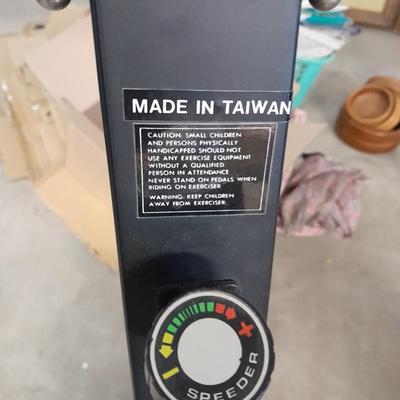 MADE IN TAIWAN
CAUTION: SMALL CHILDREN
AND PERSONS PHYSICALLY
HANDICAPPED SHOULD NOT
USE ANY EXERCISE EQUIPMENT
WITHOUT A QUALIFIED
PERSON IN ATTENDANCE
NEVER STAND ON PEDALS WHEN
RIDING ON EXERCISER
WARNING: KEEP CHILDREN
AWAY FROM EXERCISER.
− +
SPEEDER